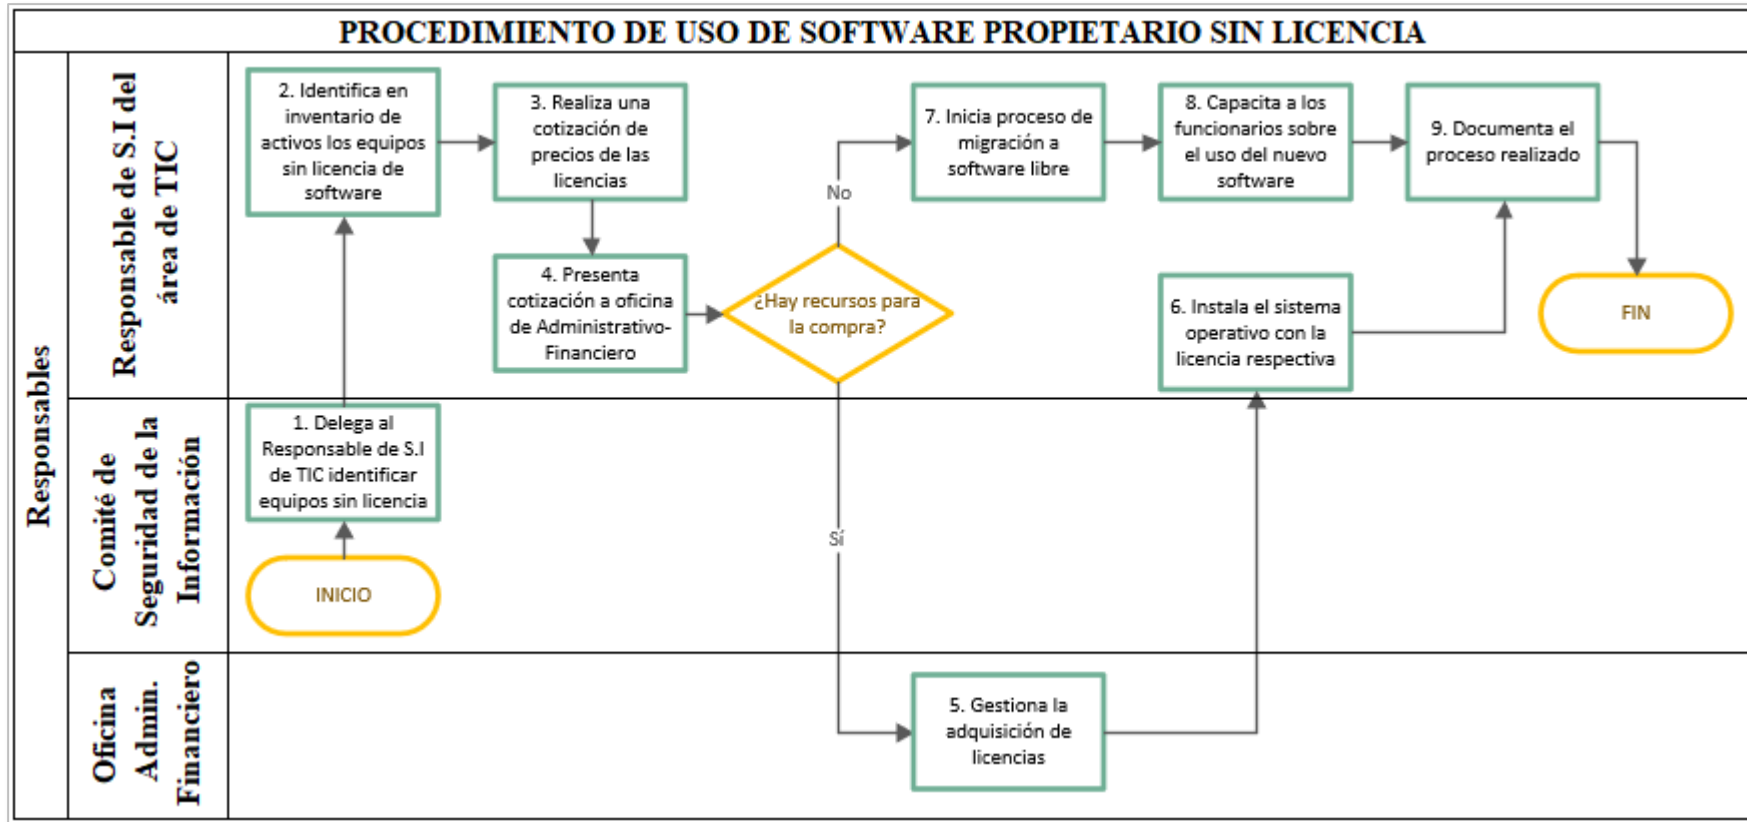 PROCEDIMIENTO DE USO DE SOFTWARE PROPIETARIO SIN LICENCIA
Responsables
Responsable de S.I del
área de TIC
2. Identifica en
inventario de
activos los equipos
sin licencia de
software
3. Realiza una
cotización de
precios de las
licencias
4. Presenta
cotización a oficina
de Administrativo-
Financiero
¿Hay recursos para
la compra?
No
7. Inicia proceso de
migración a
software libre
8. Capacita a los
funcionarios sobre
el uso del nuevo
software
9. Documenta el
proceso realizado
6. Instala el sistema
operativo con la
licencia respectiva
FIN
Comité de
Seguridad de la
Información
1. Delega al
Responsable de S.I
de TIC identificar
equipos sin licencia
INICIO
Sí
Oficina
Admin.
Financiero
5. Gestiona la
adquisición de
licencias